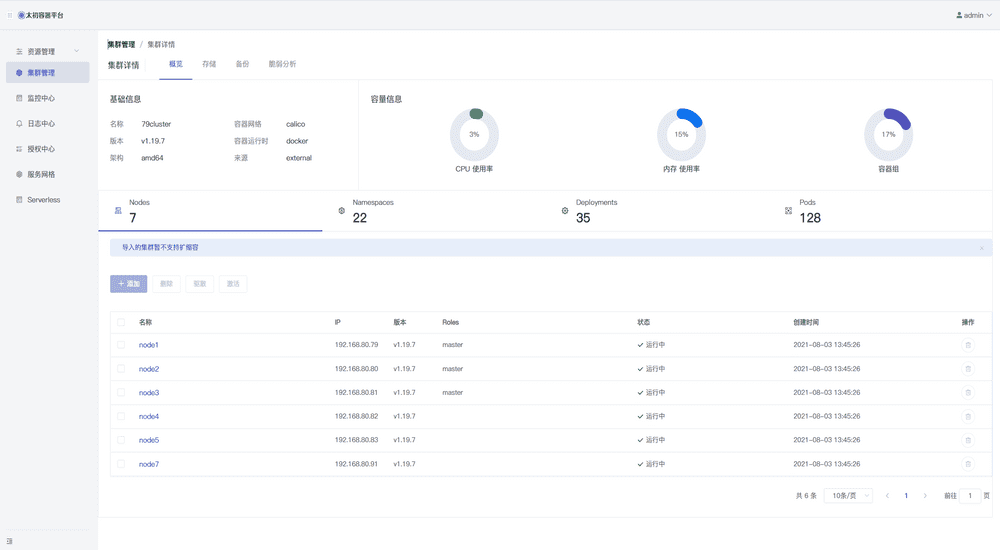 太初容器平台
admin
资源管理
集群管理
监控中心
日志中心
授权中心
服务网格
Serverless
集群管理 / 集群详情
集群详情 概览 存储 备份 脆弱分析
基础信息
名称 79cluster 容器网络 calico
版本 v1.19.7 容器运行时 docker
架构 amd64 来源 external
容量信息
3% 15% 17%
CPU 使用率 内存 使用率 容器组
Nodes 7
Namespaces 22
Deployments 35
Pods 128
导入的集群暂不支持扩缩容
+ 添加 删除 驱散 激活
名称 IP 版本 Roles 状态 创建时间 操作
node1 192.168.80.79 v1.19.7 master 运行中 2021-08-03 13:45:26
node2 192.168.80.80 v1.19.7 master 运行中 2021-08-03 13:45:26
node3 192.168.80.81 v1.19.7 master 运行中 2021-08-03 13:45:26
node4 192.168.80.82 v1.19.7 运行中 2021-08-03 13:45:26
node5 192.168.80.83 v1.19.7 运行中 2021-08-03 13:45:26
node7 192.168.80.91 v1.19.7 运行中 2021-08-03 13:45:26
共 6 条 10条/页 1 前往 1 页